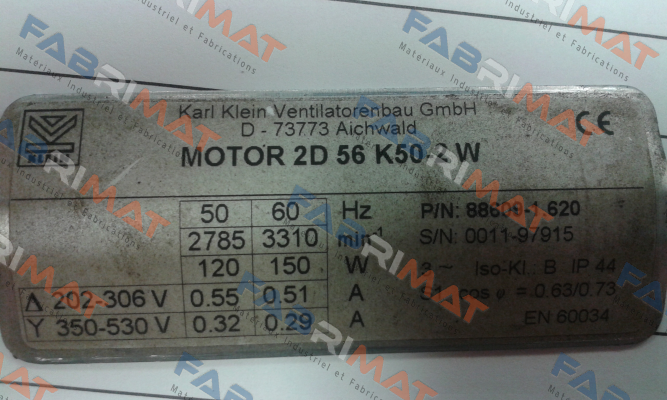 Karl Klein Ventilatorenbau GmbH
D - 73773 Aichwald
CE
MOTOR 2D 56 K50-2 W
50 60 Hz
2785 3310 min-1
120 150 W
Δ 202-306 V 0.55 0.51 A
Y 350-530 V 0.32 0.29 A
P/N: 88600-1.620
S/N: 0011-97915
~ Iso-Kl.: B IP 44
S1 cos φ = .0.63/0.73
EN 60034
FABRIMAT
Materiaux Industriel et Fabrications